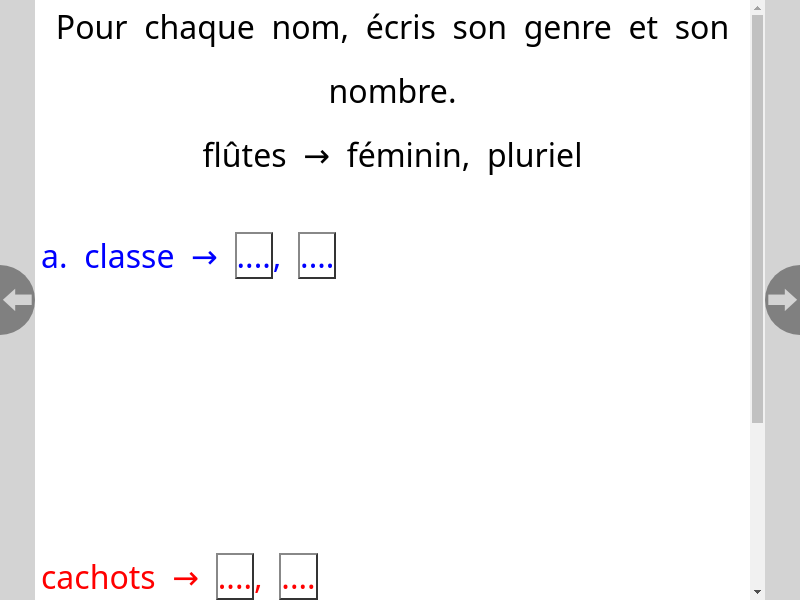 Pour chaque nom, écris son genre et son
nombre.
flûtes → féminin, pluriel
a. classe → ...., ....
cachots → ...., ....